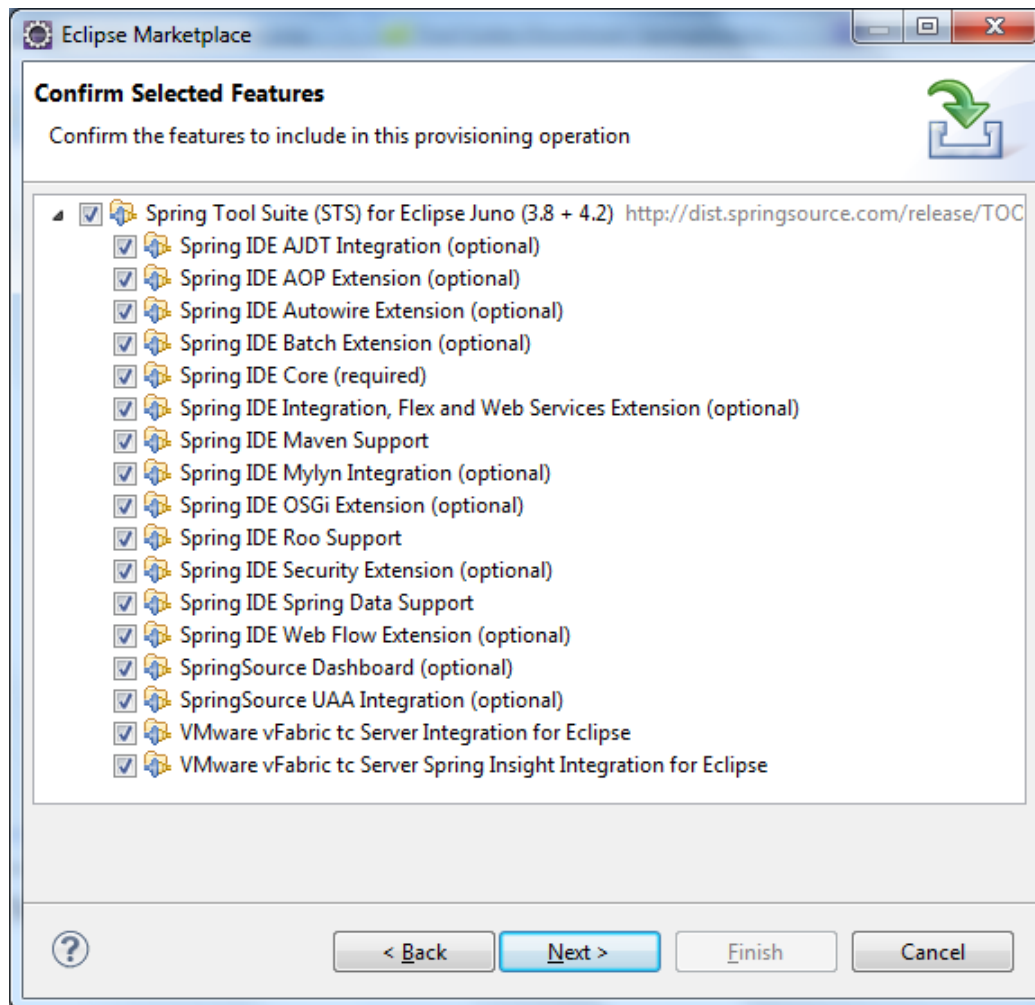 Eclipse Marketplace
Confirm Selected Features
Confirm the features to include in this provisioning operation
Spring Tool Suite (STS) for Eclipse Juno (3.8 + 4.2) http://dist.springsource.com/release/TOC
Spring IDE AJDT Integration (optional)
Spring IDE AOP Extension (optional)
Spring IDE Autowire Extension (optional)
Spring IDE Batch Extension (optional)
Spring IDE Core (required)
Spring IDE Integration, Flex and Web Services Extension (optional)
Spring IDE Maven Support
Spring IDE Mylyn Integration (optional)
Spring IDE OSGi Extension (optional)
Spring IDE Roo Support
Spring IDE Security Extension (optional)
Spring IDE Spring Data Support
Spring IDE Web Flow Extension (optional)
SpringSource Dashboard (optional)
SpringSource UAA Integration (optional)
VMware vFabric tc Server Integration for Eclipse
VMware vFabric tc Server Spring Insight Integration for Eclipse
? < Back Next > Finish Cancel